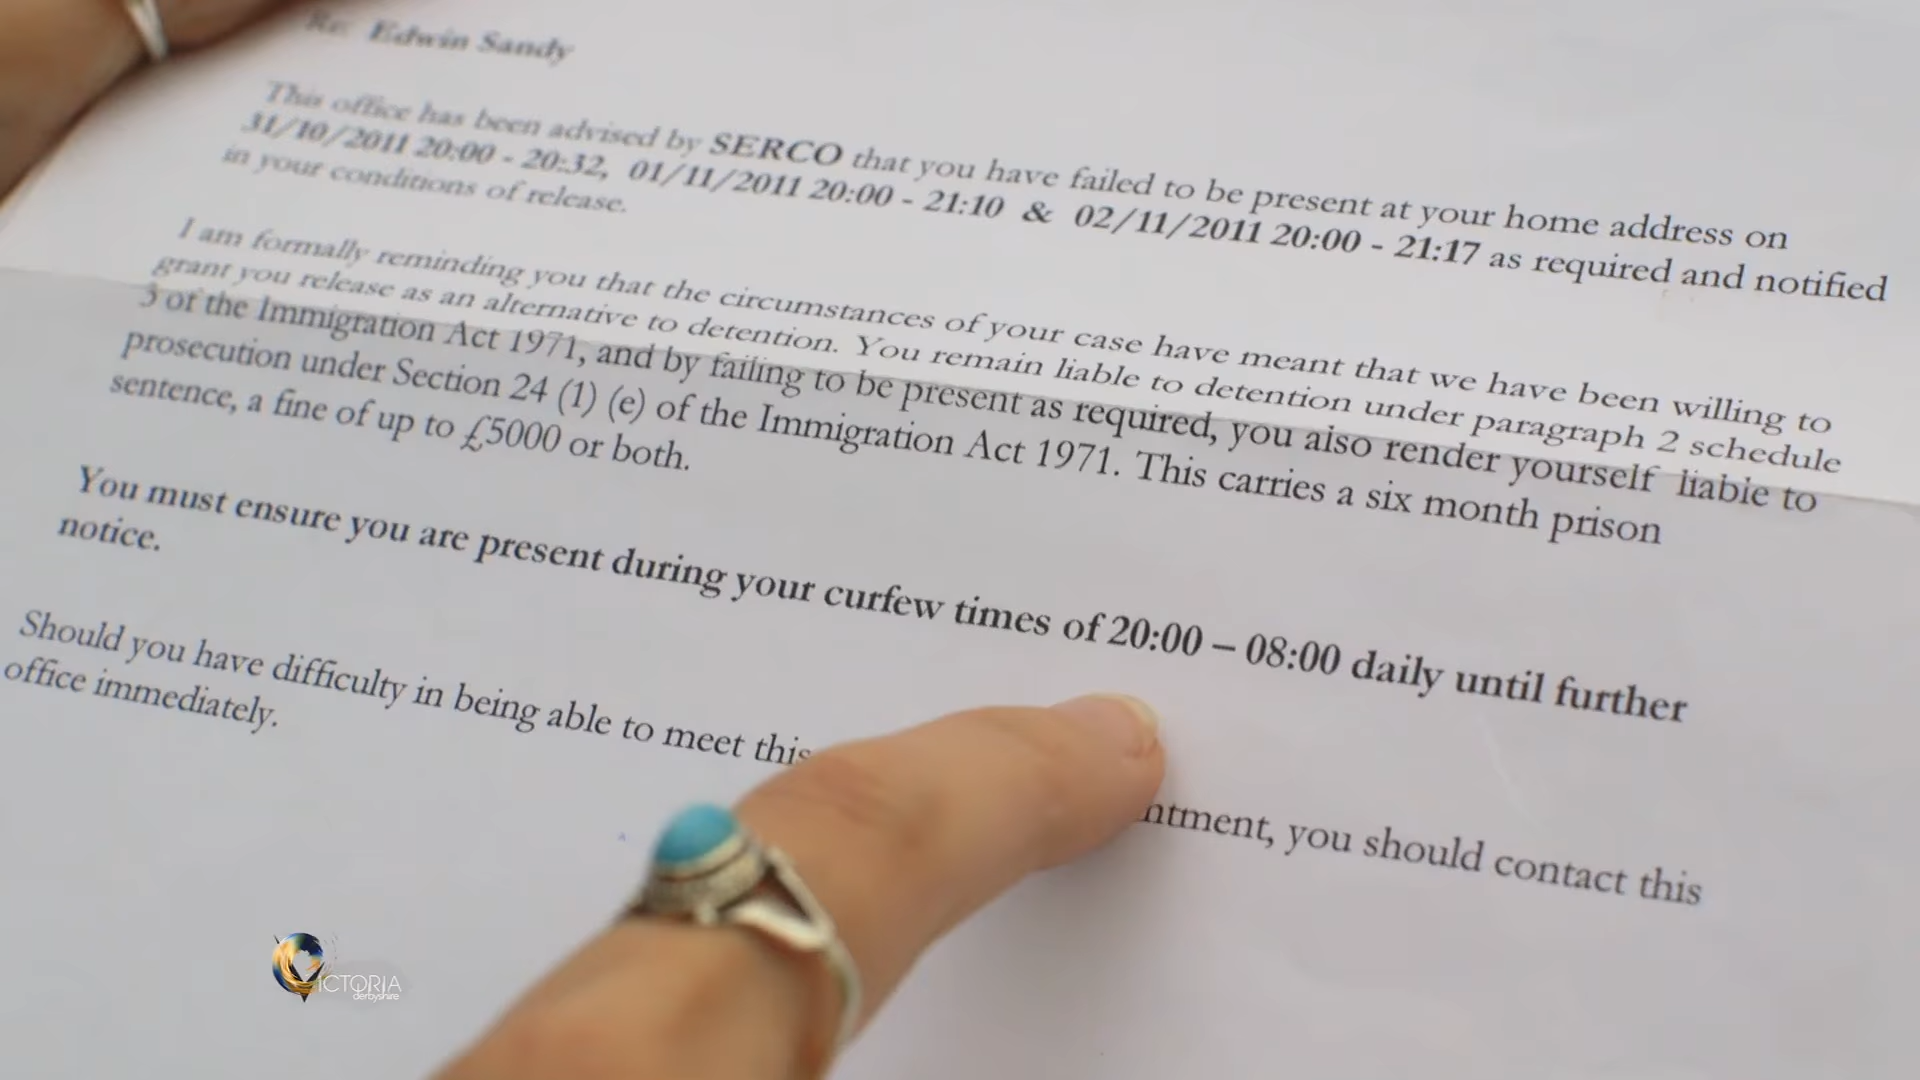 Re: Edwin Sandy
This office has been advised by SERCO that you have failed to be present at your home address on
31/10/2011 20:00 - 20:32, 01/11/2011 20:00 - 21:10 & 02/11/2011 20:00 - 21:17 as required and notified
in your conditions of release.
I am formally reminding you that the circumstances of your case have meant that we have been willing to
grant you release as an alternative to detention. You remain liable to detention under paragraph 2 schedule
3 of the Immigration Act 1971, and by failing to be present as required, you also render yourself liable to
prosecution under Section 24 (1) (e) of the Immigration Act 1971. This carries a six month prison
sentence, a fine of up to £5000 or both.
You must ensure you are present during your curfew times of 20:00 – 08:00 daily until further
notice.
Should you have difficulty in being able to meet this ntment, you should contact this
office immediately.
VICTORIA
derbyshire